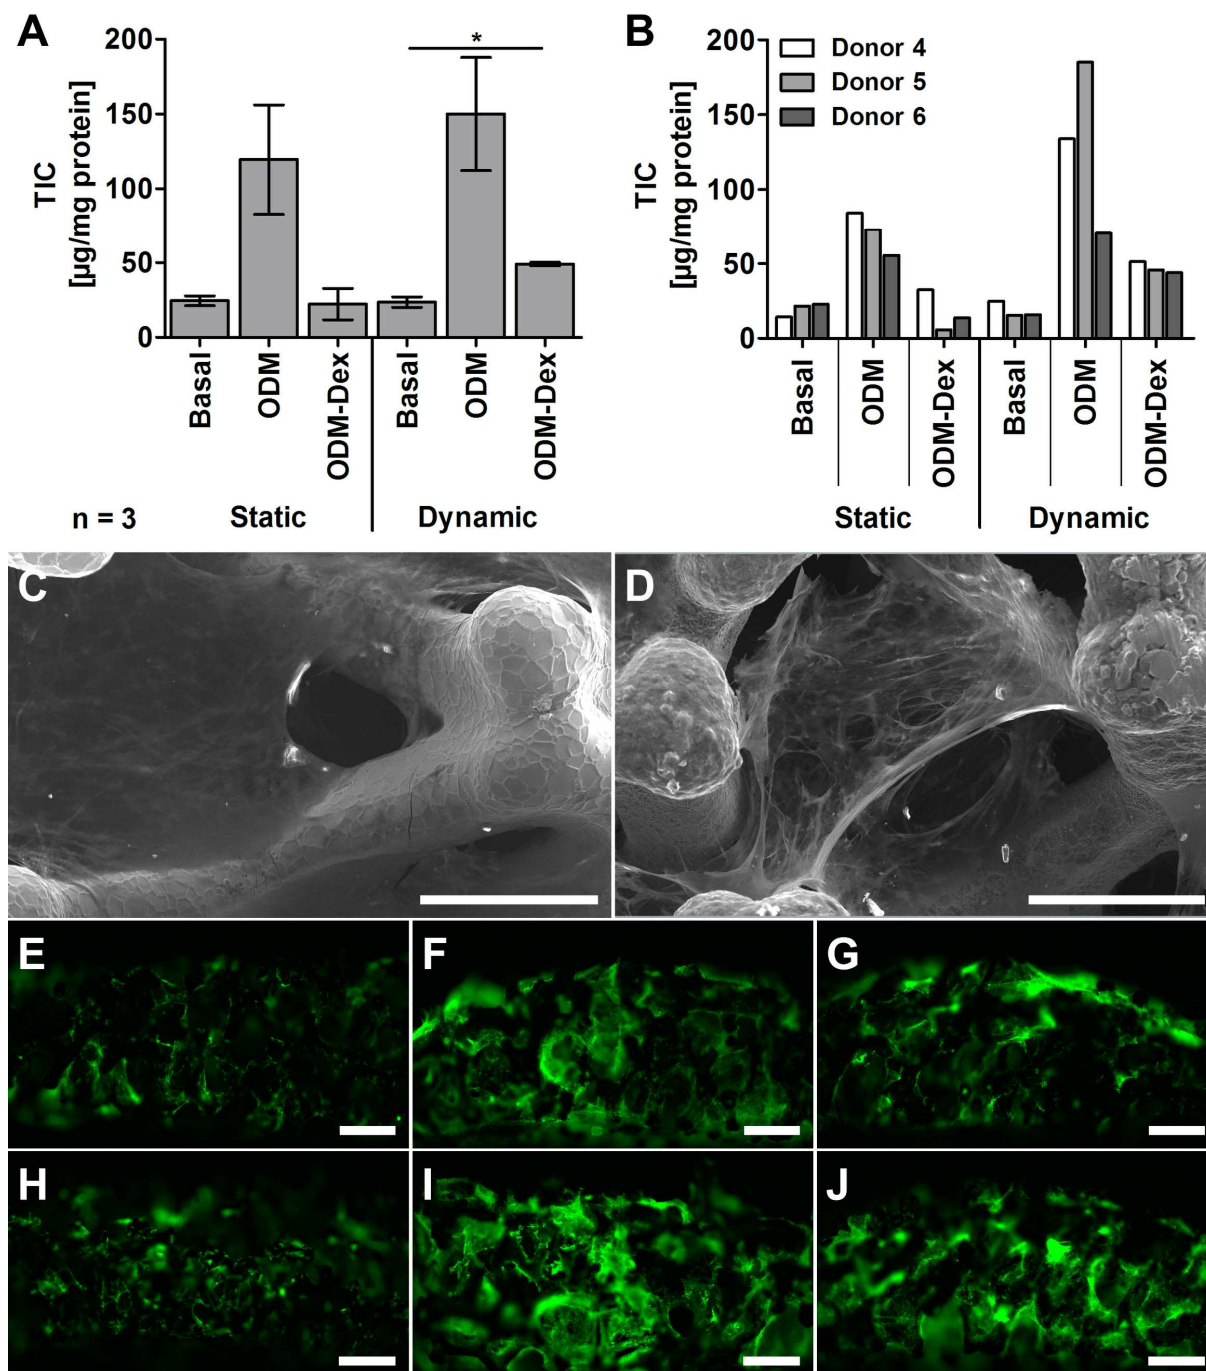 A
200
150
100
50
0
TIC
[µg/mg protein]
*
Basal
ODM
ODM-Dex
Basal
ODM
ODM-Dex
n = 3
Static
Dynamic
B
200
150
100
50
0
TIC
[µg/mg protein]
Donor 4
Donor 5
Donor 6
Basal
ODM
ODM-Dex
Basal
ODM
ODM-Dex
Static
Dynamic
C
D
E
F
G
H
I
J